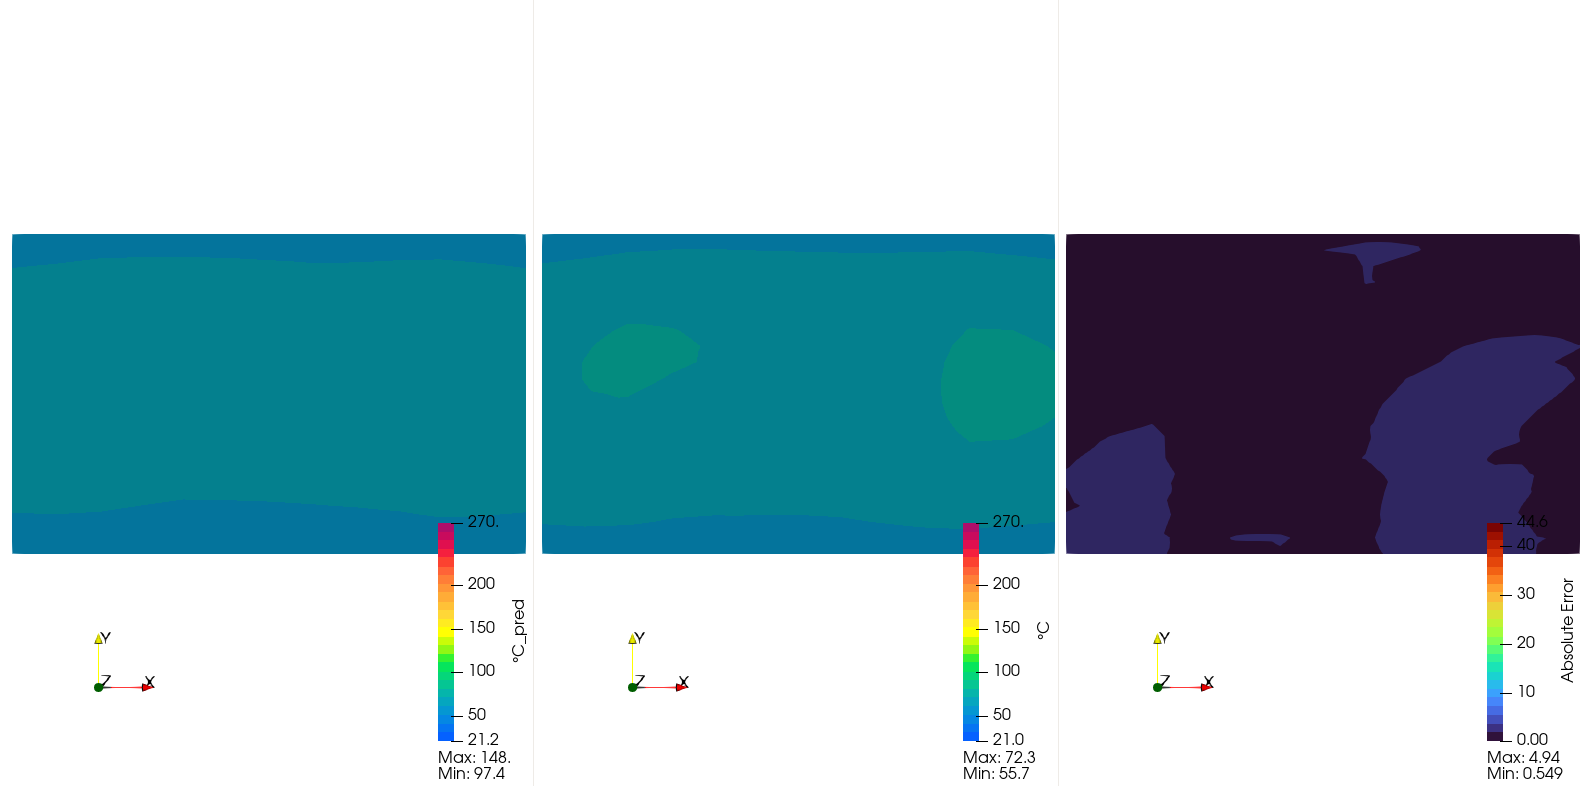 270.
200
150
100
50
21.2
°C_pred
Max: 148.
Min: 97.4
Y
Z
X
270.
200
150
100
50
21.0
°C
Max: 72.3
Min: 55.7
Y
Z
X
44.6
40
30
20
10
0.00
Absolute Error
Max: 4.94
Min: 0.549
Y
Z
X